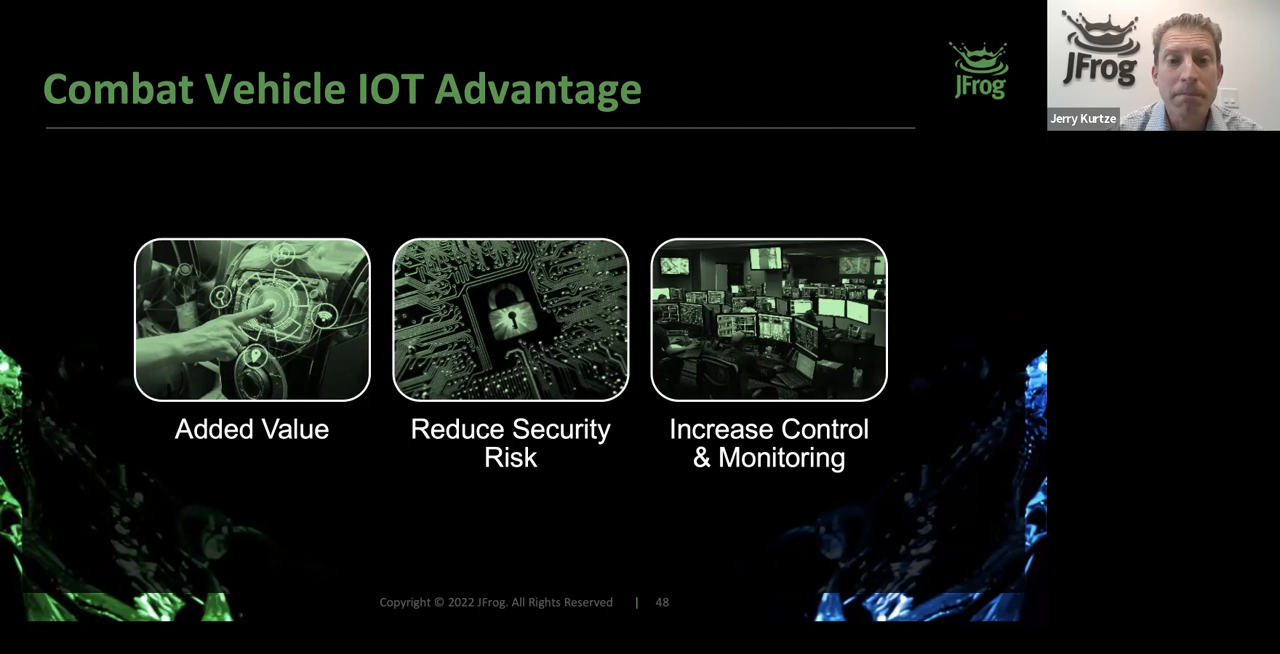 Combat Vehicle IOT Advantage
JFrog
JFrog
Jerry Kurtze
Added Value
Reduce Security
Risk
Increase Control
& Monitoring
Copyright © 2022 JFrog. All Rights Reserved | 48